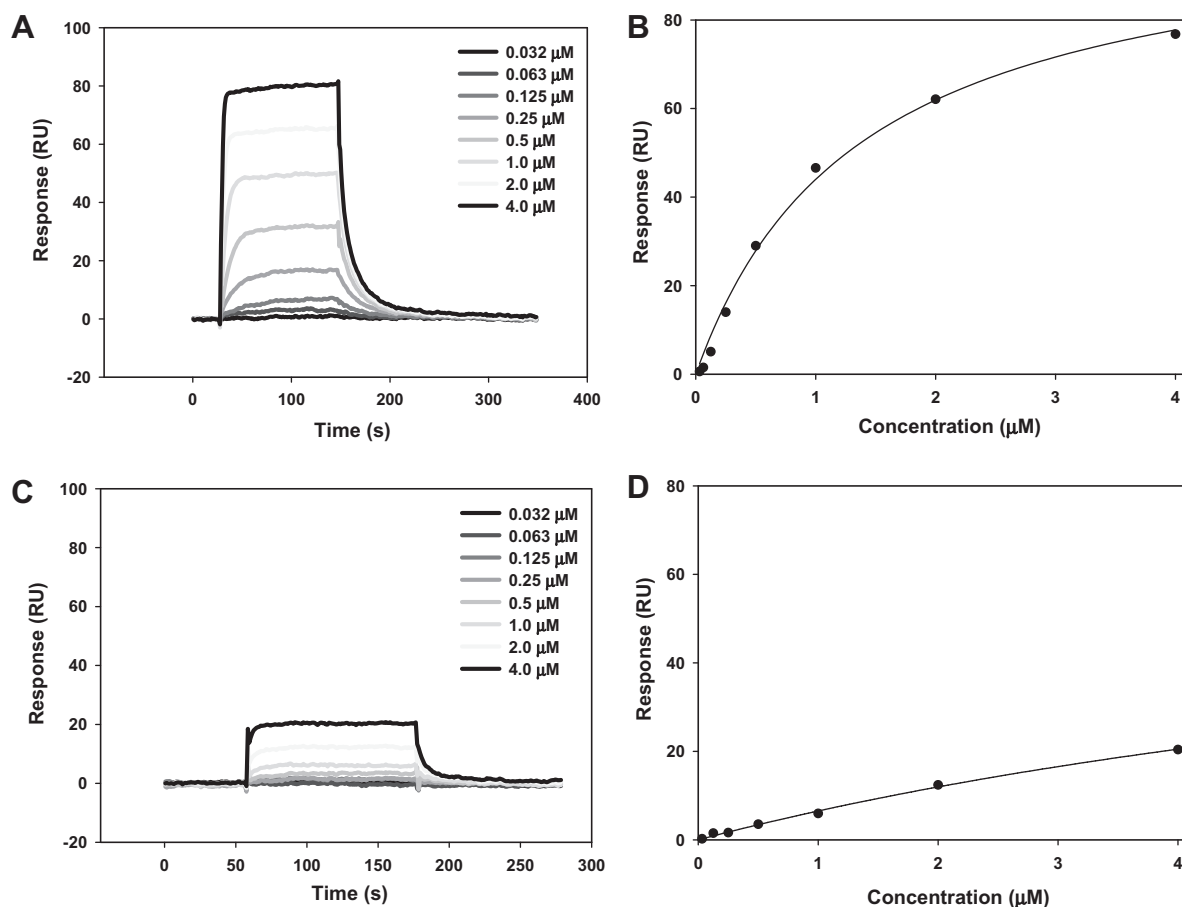 A
100
80
60
40
20
0
-20
Response (RU)
0 100 200 300 400
Time (s)
0.032 μM
0.063 μM
0.125 μM
0.25 μM
0.5 μM
1.0 μM
2.0 μM
4.0 μM
B
80
60
40
20
0
Response (RU)
0 1 2 3 4
Concentration (μM)
C
100
80
60
40
20
0
-20
Response (RU)
0 50 100 150 200 250 300
Time (s)
0.032 μM
0.063 μM
0.125 μM
0.25 μM
0.5 μM
1.0 μM
2.0 μM
4.0 μM
D
80
60
40
20
0
Response (RU)
0 1 2 3 4
Concentration (μM)